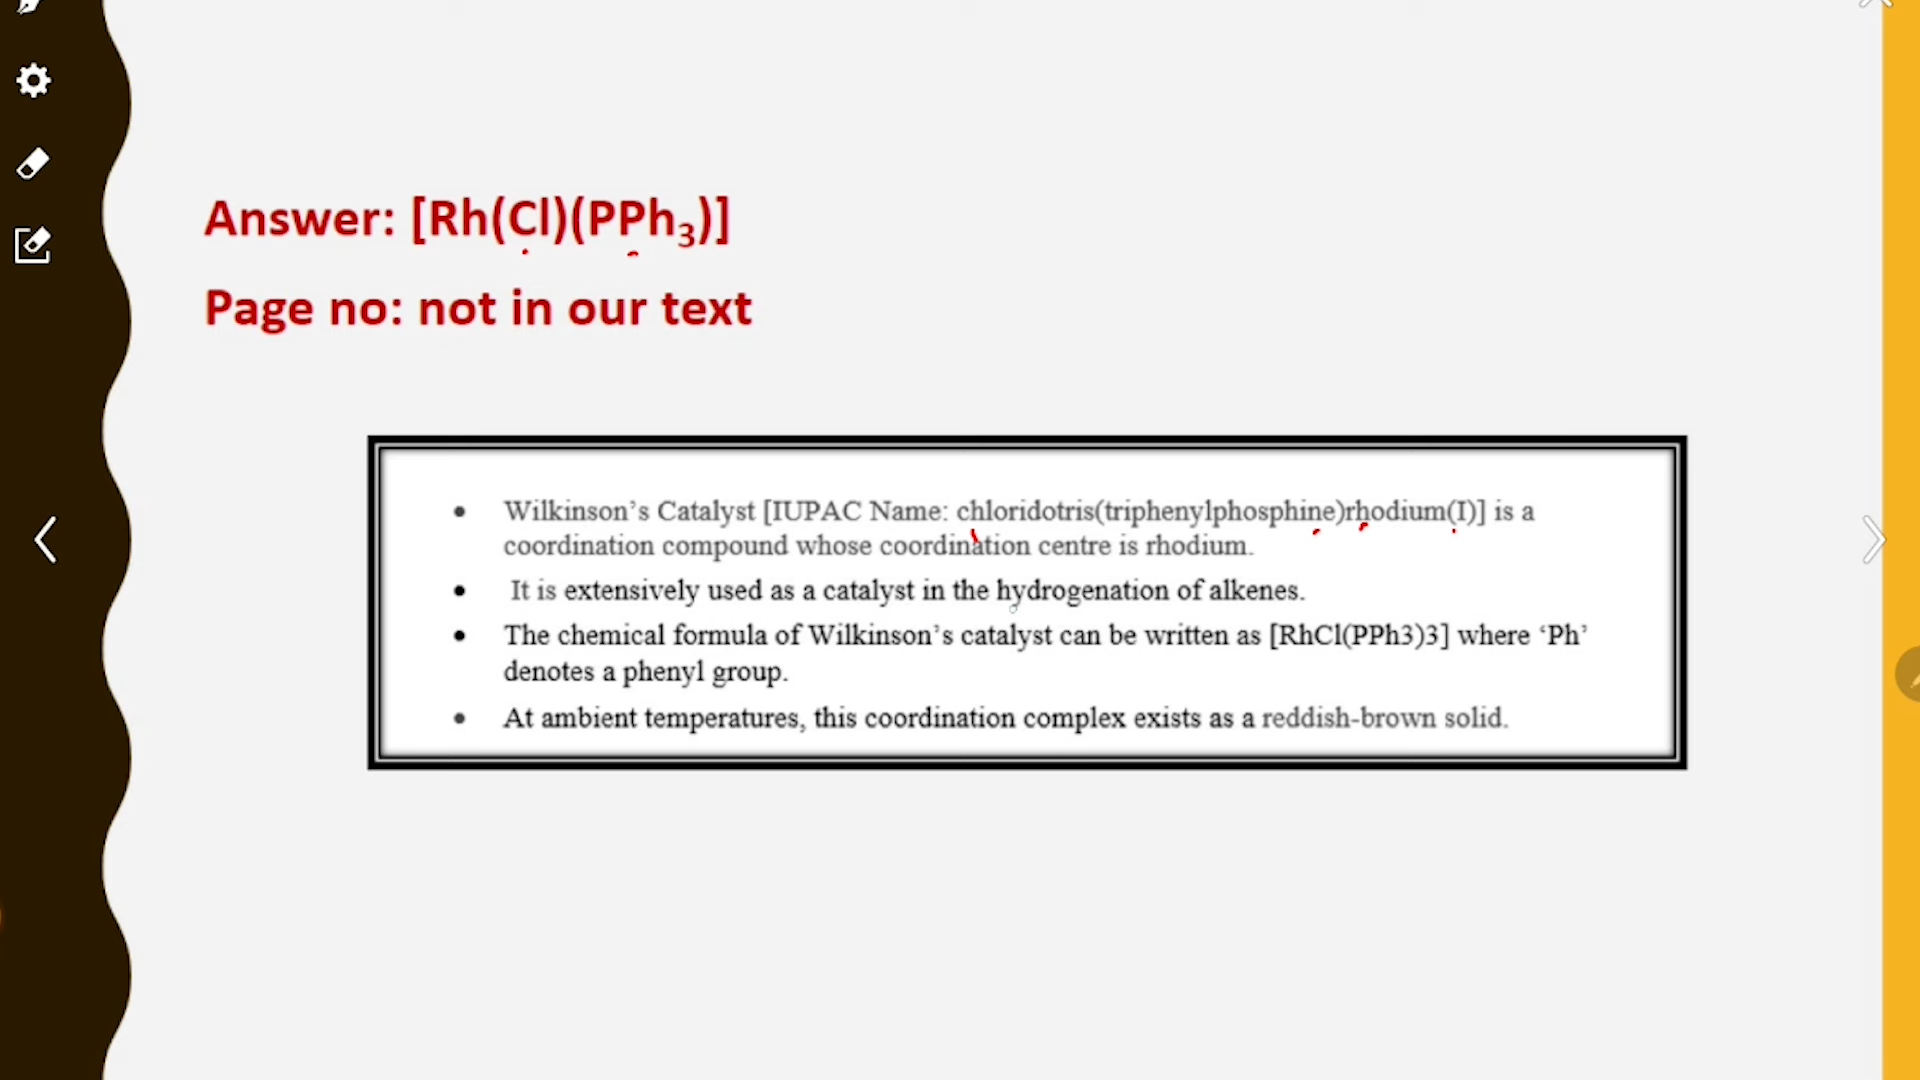 Answer: [Rh(Cl)(PPh₃)]
Page no: not in our text
• Wilkinson’s Catalyst [IUPAC Name: chloridotris(triphenylphosphine)rhodium(I)] is a
coordination compound whose coordination centre is rhodium.
• It is extensively used as a catalyst in the hydrogenation of alkenes.
• The chemical formula of Wilkinson’s catalyst can be written as [RhCl(PPh3)3] where ‘Ph’
denotes a phenyl group.
• At ambient temperatures, this coordination complex exists as a reddish-brown solid.